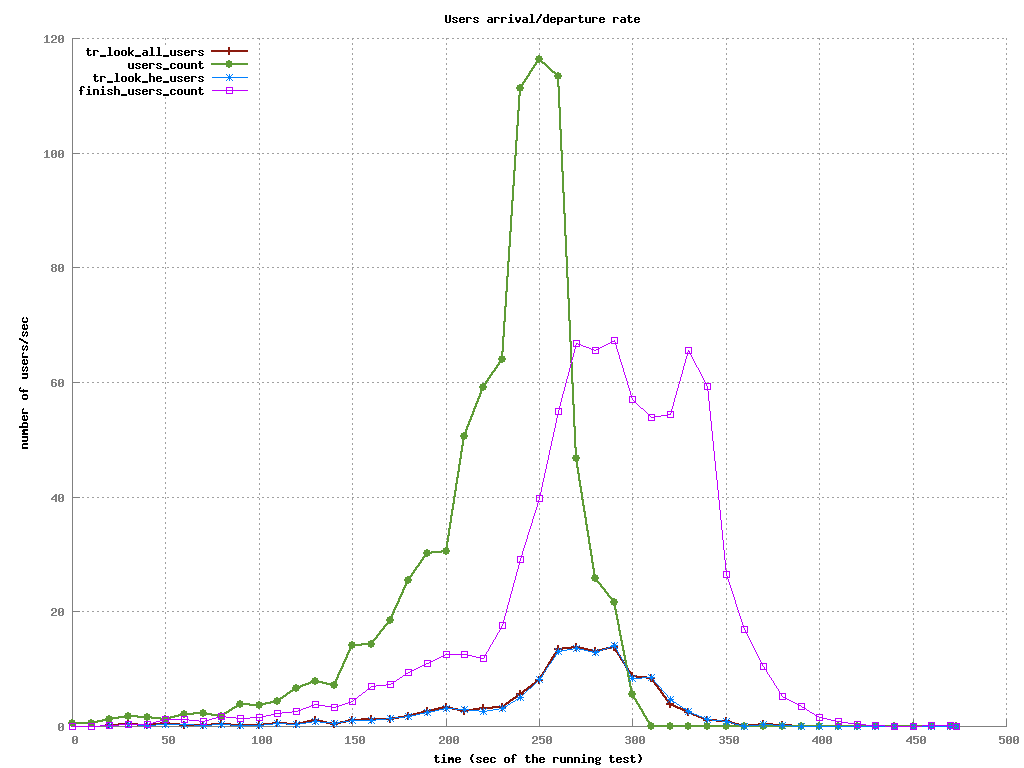 Users arrival/departure rate
tr_look_all_users
users_count
tr_look_he_users
finish_users_count
120
100
80
60
40
20
0
number of users/sec
0 50 100 150 200 250 300 350 400 450 500
time (sec of the running test)